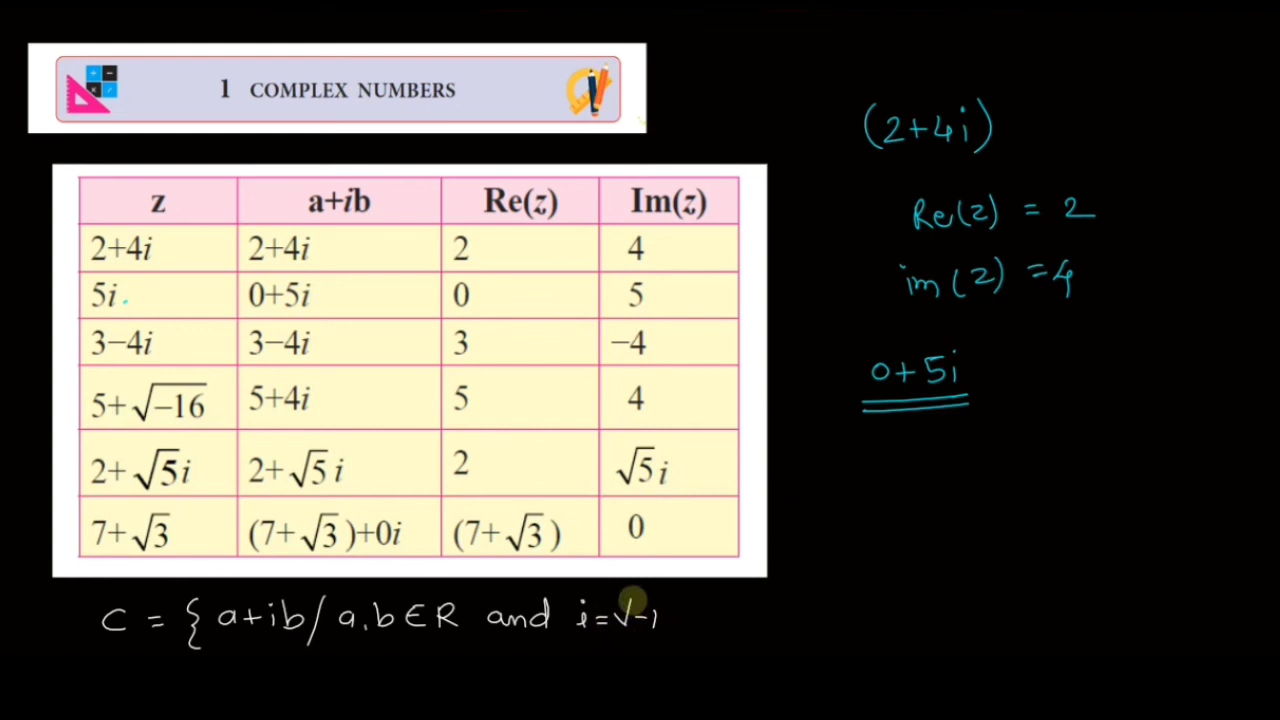 1 COMPLEX NUMBERS
z a+ib Re(z) Im(z)
2+4i 2+4i 2 4
5i 0+5i 0 5
3−4i 3−4i 3 −4
5+√−16 5+4i 5 4
2+√5i 2+√5i 2 √5i
7+√3 (7+√3)+0i (7+√3) 0
C = { a+ib / a,b ∈ R and i=√-1
(2+4i)
Re(z) = 2
im(z) = 4
0+5i